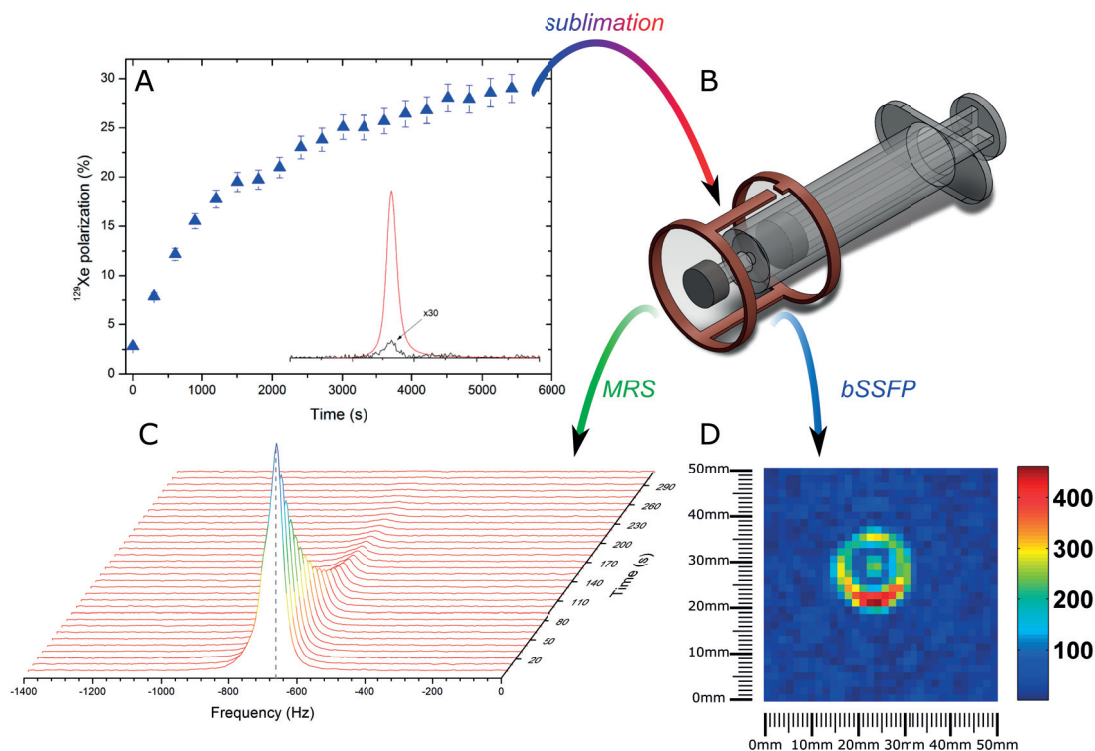 sublimation
A
B
129Xe polarization (%)
30
25
20
15
10
5
0
x30
0 1000 2000 3000 4000 5000 6000
Time (s)
MRS
bSSFP
C
290
260
230
200
170
140
110
80
50
20
Time (s)
-1400 -1200 -1000 -800 -600 -400 -200 0
Frequency (Hz)
D
50mm
40mm
30mm
20mm
10mm
0mm
0mm 10mm 20mm 30rm 40mm 50mm
400
300
200
100